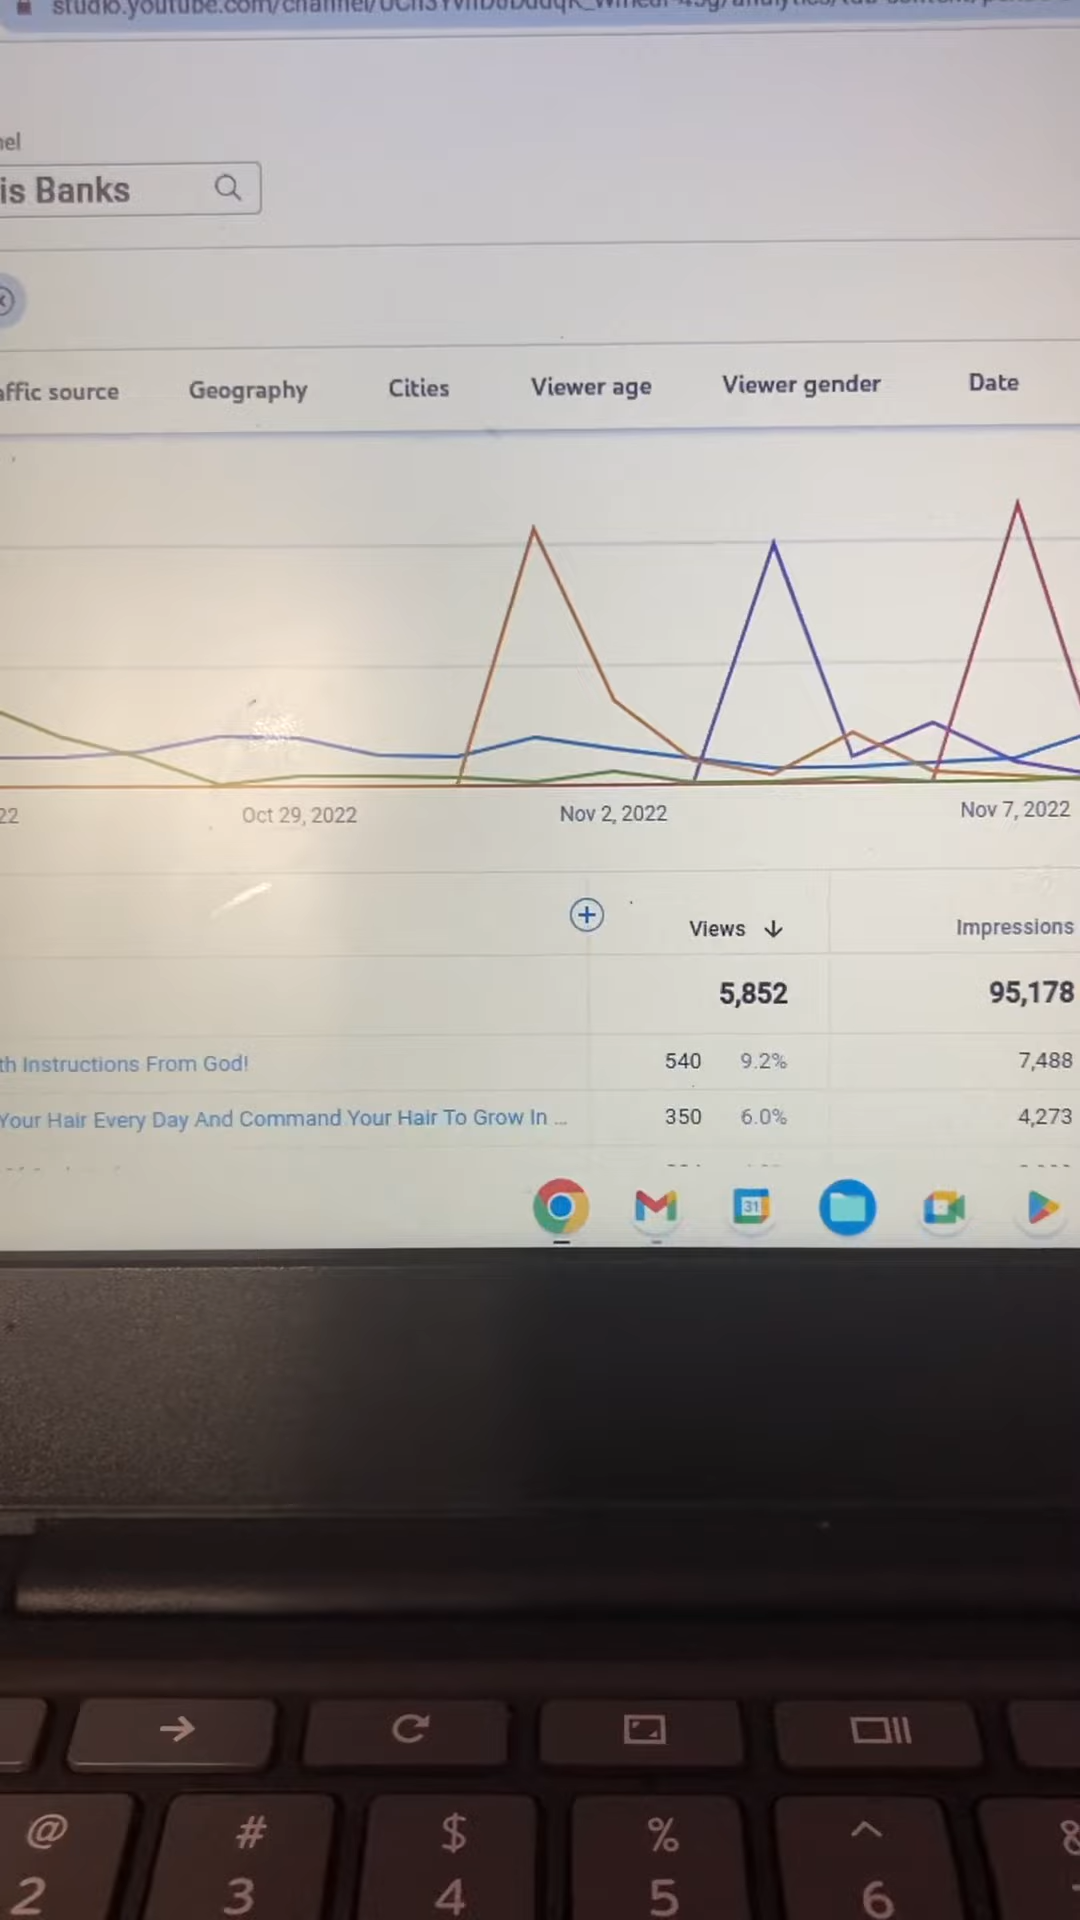 is Banks
source
Geography
Cities
Viewer age
Viewer gender
Date
22
Oct 29, 2022
Nov 2, 2022
Nov 7, 2022
Views
Impressions
5,852
95,178
Instructions From God!
540
9.2%
7,488
Your Hair Every Day And Command Your Hair To Grow In ...
350
6.0%
4,273
31
@
#
$
%
^
2
3
4
5
6